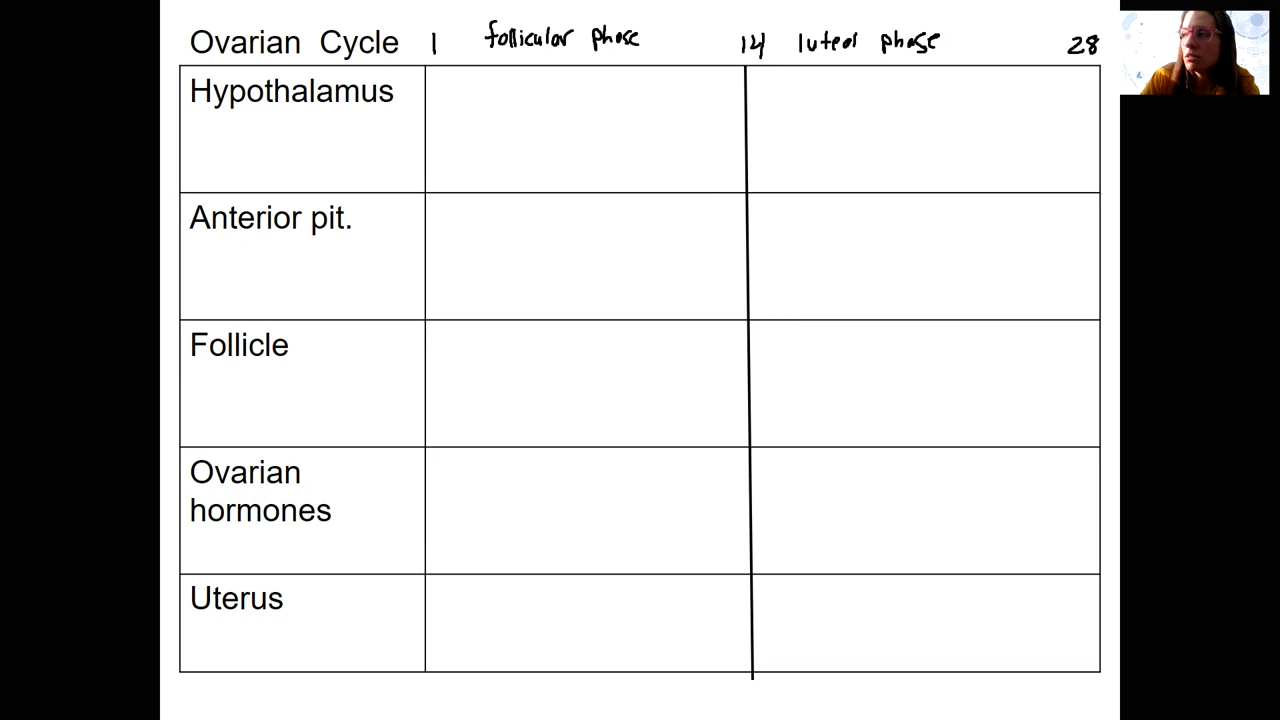 Ovarian Cycle 1 follicular phase 14 luteal phase 28
Hypothalamus
Anterior pit.
Follicle
Ovarian
hormones
Uterus